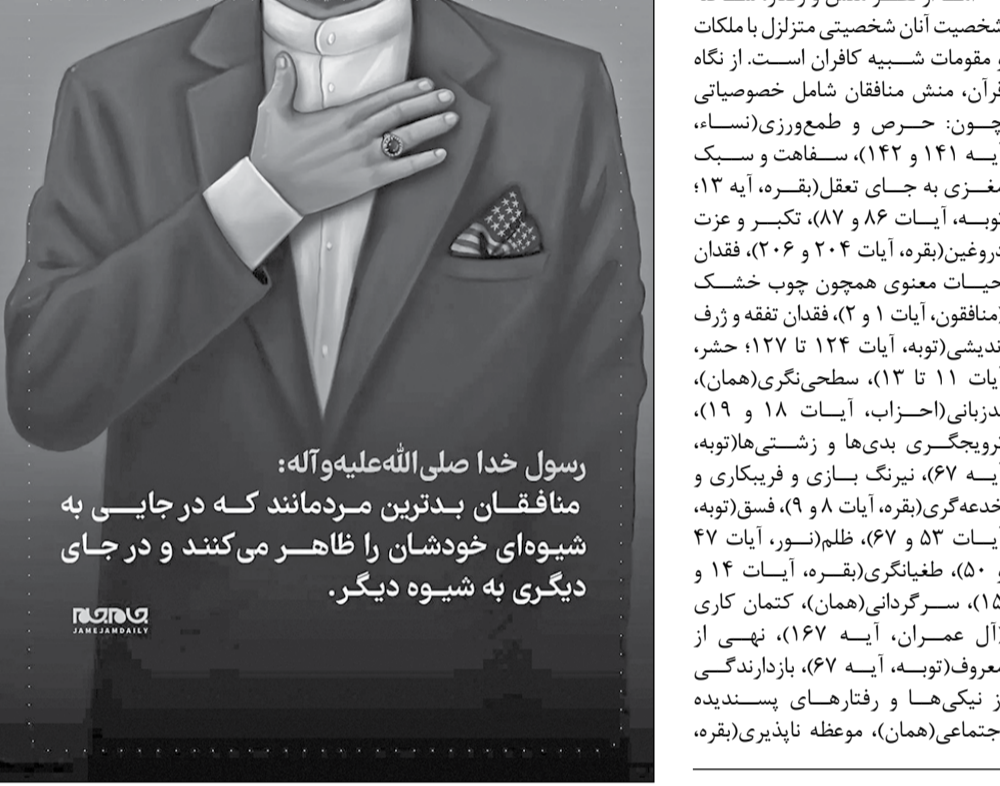 شخصیت آنان شخصیتی متزلزل با ملکات
و مقومات شبیه کافران است. از نگاه
قرآن، منش منافقان شامل خصوصیاتی
چون: حرص و طمع‌ورزی(نساء،
آیه ۱۴۱ و ۱۴۲)، سفاهت و سبک
مغزی به جای تعقل(بقره، آیه ۱۳؛
توبه، آیات ۸۶ و ۸۷)، تکبر و عزت
دروغین(بقره، آیات ۲۰۴ و ۲۰۶)، فقدان
حیات معنوی همچون چوب خشک
(منافقون، آیات ۱ و ۲)، فقدان تفقه و ژرف
اندیشی(توبه، آیات ۱۲۴ تا ۱۲۷؛ حشر،
آیات ۱۱ تا ۱۳)، سطحی‌نگری(همان)،
بدزبانی(احزاب، آیات ۱۸ و ۱۹)،
ترویجگری بدی‌ها و زشتی‌ها(توبه،
آیه ۶۷)، نیرنگ بازی و فریبکاری و
خدعه‌گری(بقره، آیات ۸ و ۹)، فسق(توبه،
آیات ۵۳ و ۶۷)، ظلم(نور، آیات ۴۷
و ۵۰)، طغیانگری(بقره، آیات ۱۴ و
۱۵)، سرگردانی(همان)، کتمان کاری
(آل عمران، آیه ۱۶۷)، نهی از
معروف(توبه، آیه ۶۷)، بازدارندگی
از نیکی‌ها و رفتارهای پسندیده
اجتماعی(همان)، موعظه ناپذیری(بقره،
رسول خدا صلی‌الله‌علیه‌وآله:
منافقان بدترین مردمانند که در جایی به
شیوه‌ای خودشان را ظاهر می‌کنند و در جای
دیگری به شیوه دیگر.
جام‌جم
JAMEJAMDAILY